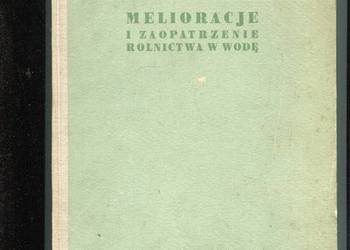 MELIORACJE
I ZAOPATRZENIE
ROLNICTWA W WODĘ